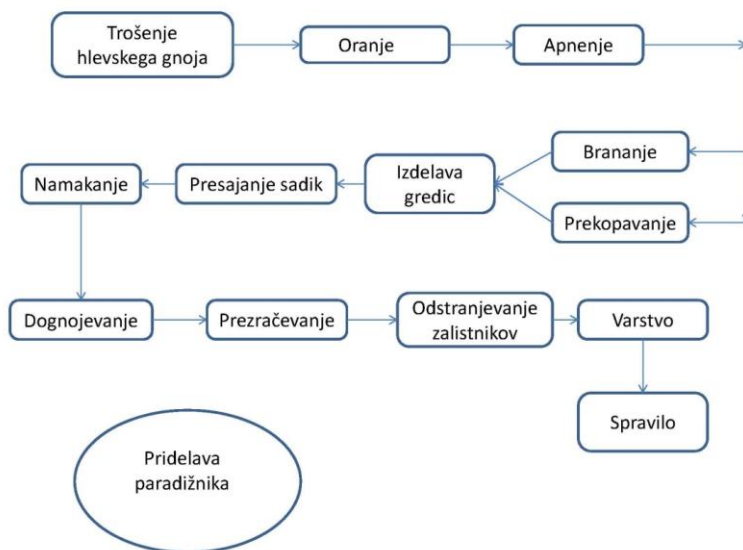 Trošenje
hlevskega gnoja
Oranje
Apnenje
Brananje
Prekopavanje
Izdelava
gredic
Presajanje sadik
Namakanje
Dognojevanje
Prezračevanje
Odstranjevanje
zalistnikov
Varstvo
Spravilo
Pridelava
paradižnika